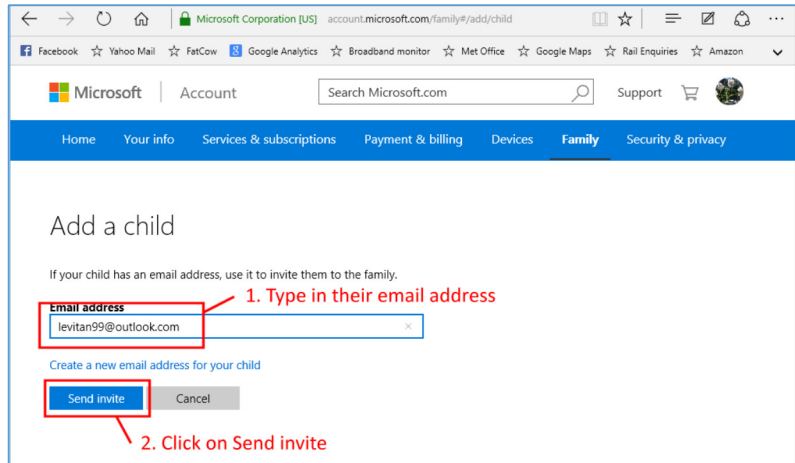 Microsoft Corporation [US] account.microsoft.com/family#/add/child
Facebook Yahoo Mail FatCow Google Analytics Broadband monitor Met Office Google Maps Rail Enquiries Amazon
Microsoft Account Search Microsoft.com Support
Home Your info Services & subscriptions Payment & billing Devices Family Security & privacy
Add a child
If your child has an email address, use it to invite them to the family.
1. Type in their email address
Email address
levitan99@outlook.com
Create a new email address for your child
Send invite Cancel
2. Click on Send invite